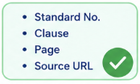 • Standard No.
• Clause
• Page
• Source URL